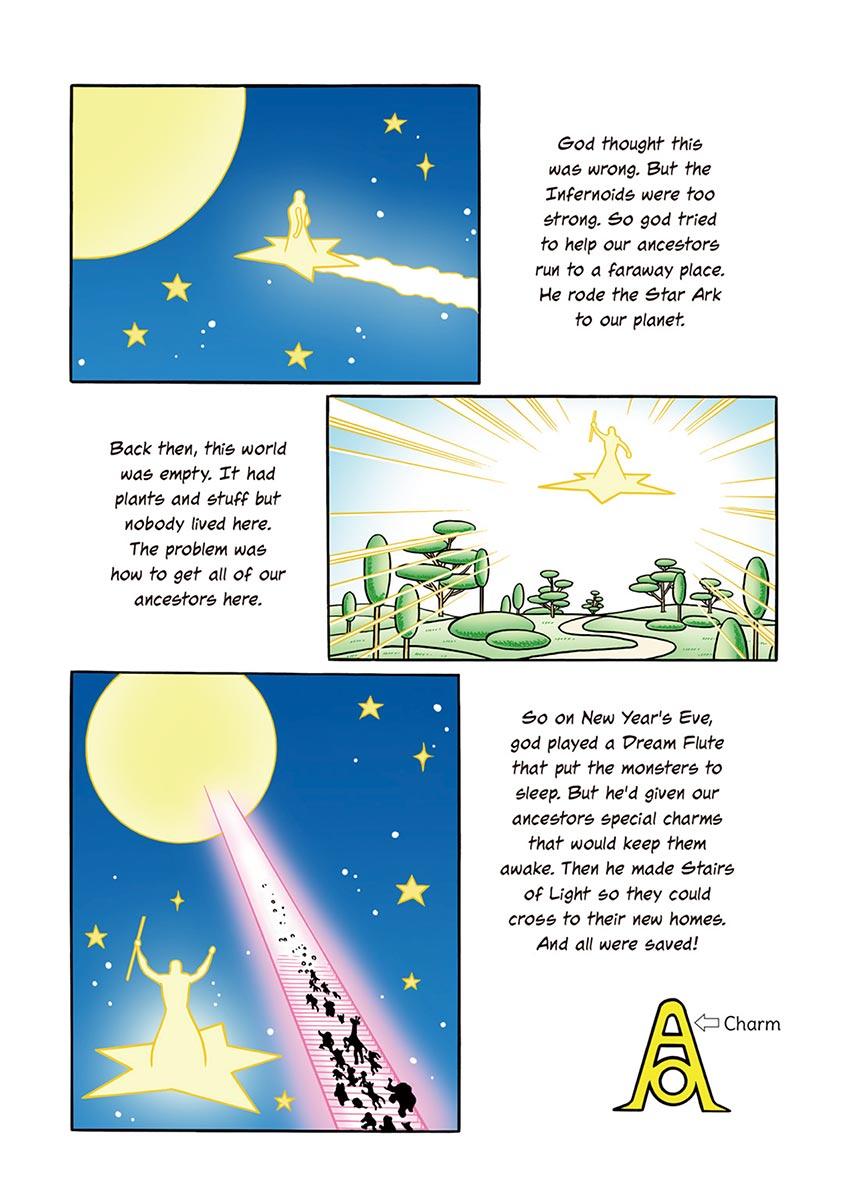 God thought this
was wrong. But the
Infernoids were too
strong. So god tried
to help our ancestors
run to a faraway place.
He rode the Star Ark
to our planet.
Back then, this world
was empty. It had
plants and stuff but
nobody lived here.
The problem was
how to get all of our
ancestors here.
So on New Year's Eve,
god played a Dream Flute
that put the monsters to
sleep. But he'd given our
ancestors special charms
that would keep them
awake. Then he made Stairs
of Light so they could
cross to their new homes.
And all were saved!
Charm